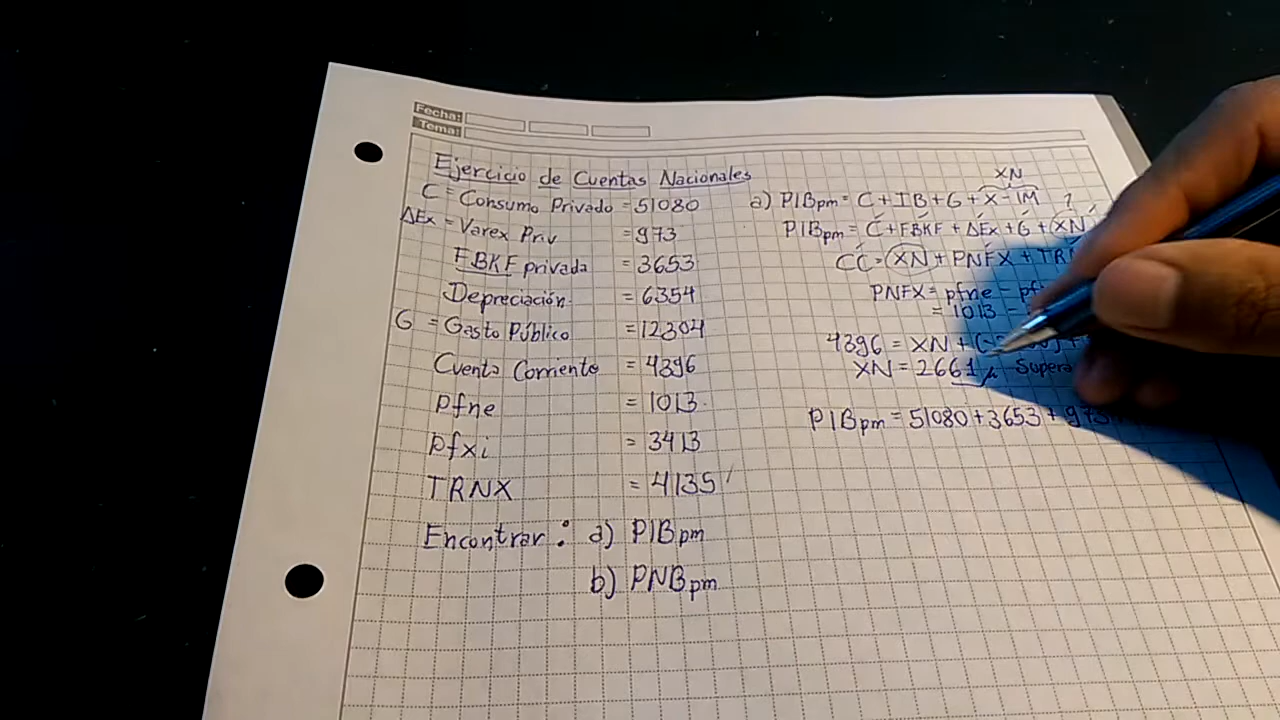 Fecha:
Tema:
Ejercicio de Cuentas Nacionales
C = Consumo Privado = 51080
ΔEx = Varex Priv = 973
FBKF privada = 3653
Depreciación = 6354
G = Gasto Público = 12304
Cuenta Corriente = 4396
Pfne = 1013
Pfxi = 3413
TRNX = 4135
Encontrar: a) PIBpm
b) PNBpm
XN
a) PIBpm = C + IB + G + X - IM ?
PIBpm = C + FBKF + ΔEx + G + XN
CC = XN + PNFX +
PNFX = pfne -
= 1013 -
4396 = XN +
XN = 2661
PIBpm = 51080 + 3653 + 973